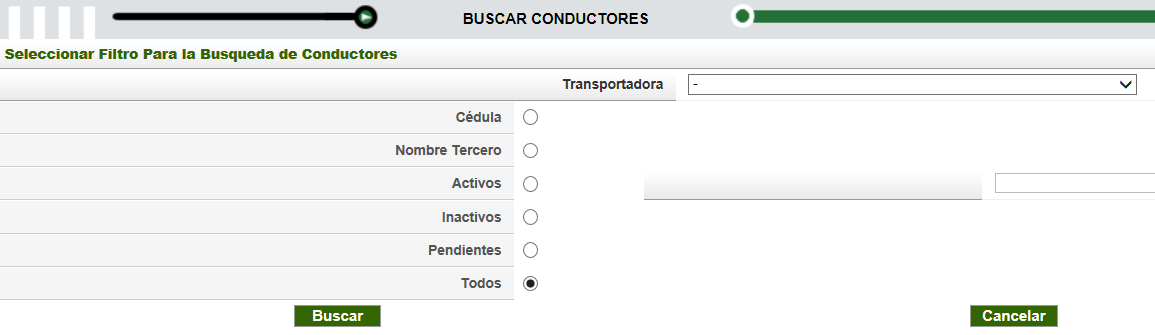 BUSCAR CONDUCTORES
Seleccionar Filtro Para la Busqueda de Conductores
Transportadora -
Cédula
Nombre Tercero
Activos
Inactivos
Pendientes
Todos
Buscar Cancelar